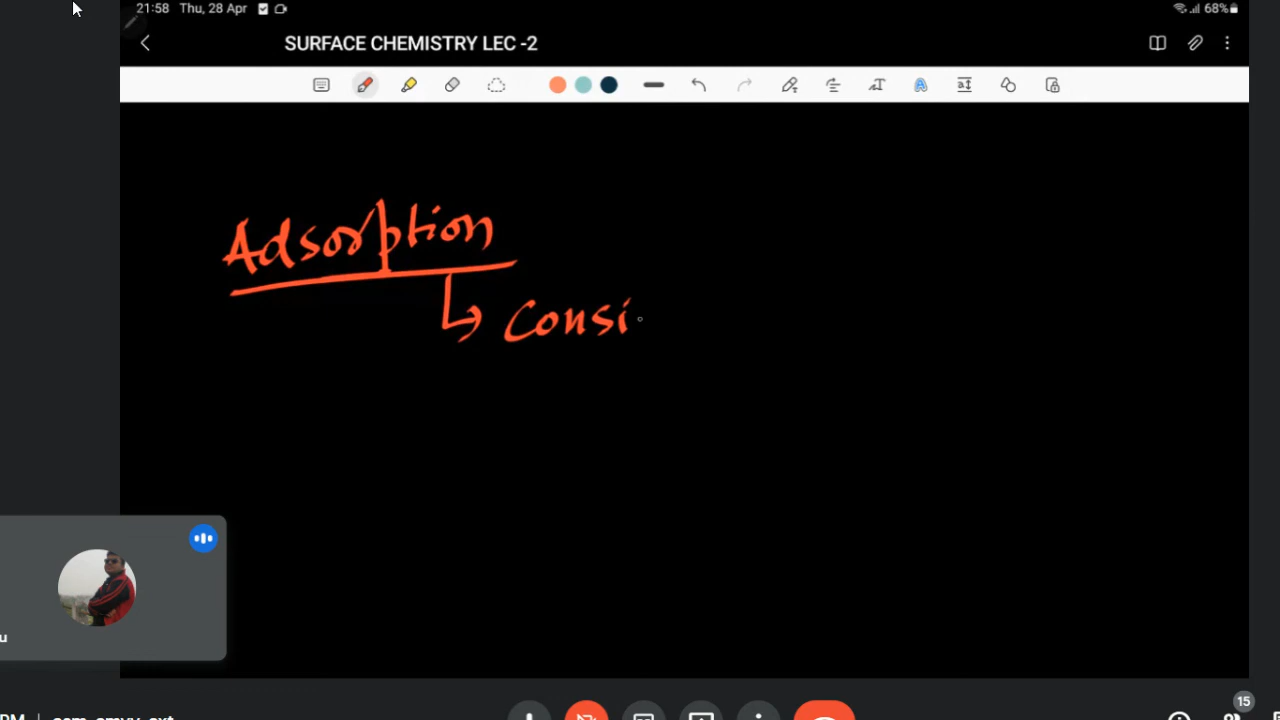 21:58 Thu, 28 Apr
68%
SURFACE CHEMISTRY LEC -2
Adsorption
Consi
15